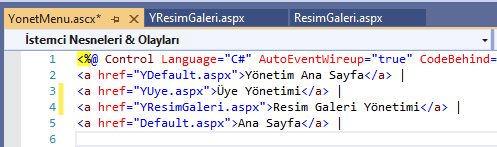 YonetMenu.ascx* YResimGaleri.aspx ResimGaleri.aspx
İstemci Nesneleri & Olayları
1 <%@ Control Language="C#" AutoEventWireup="true" CodeBehind=
2 <a href="YDefault.aspx">Yönetim Ana Sayfa</a> |
3 <a href="YUye.aspx">Üye Yönetimi</a> |
4 <a href="YResimGaleri.aspx">Resim Galeri Yönetimi</a> |
5 <a href="Default.aspx">Ana Sayfa</a> |
6